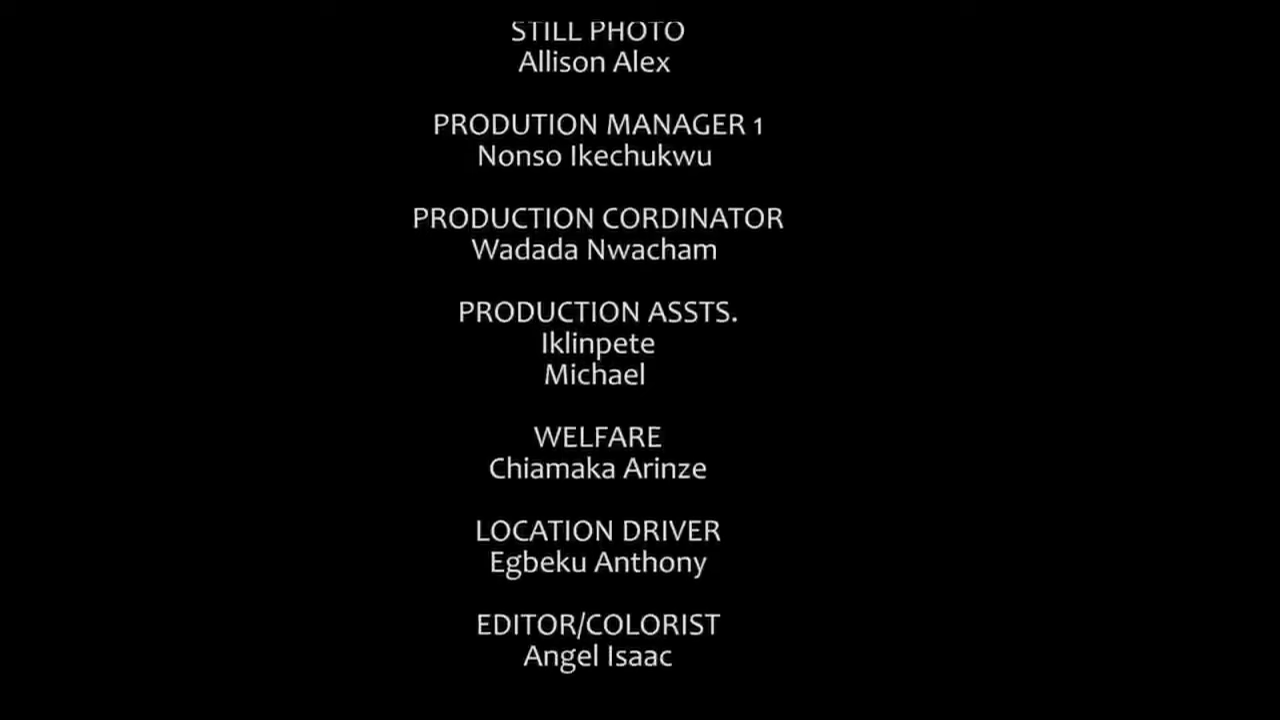 STILL PHOTO
Allison Alex
PRODUTION MANAGER 1
Nonso Ikechukwu
PRODUCTION CORDINATOR
Wadada Nwacham
PRODUCTION ASSTS.
Iklinpete
Michael
WELFARE
Chiamaka Arinze
LOCATION DRIVER
Egbeku Anthony
EDITOR/COLORIST
Angel Isaac